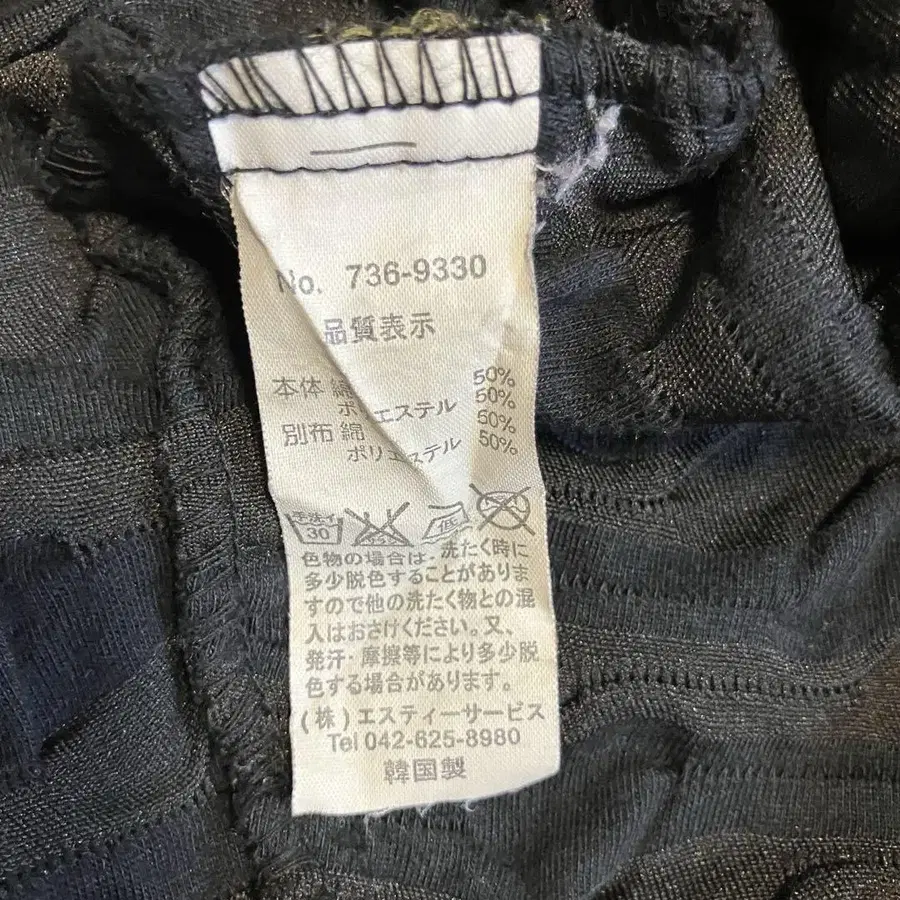 No. 736-9330
品質表示
本体 綿 50%
ポリエステル 50%
別布 綿 50%
ポリエステル 50%
手洗イ 30 低
色物の場合は、洗たく時に
多少脱色することがありま
すので他の洗たく物との混
入はおさけください。又、
発汗・摩擦等により多少脱
色する場合があります。
(株)エスティーサービス
Tel 042-625-8980
韓国製